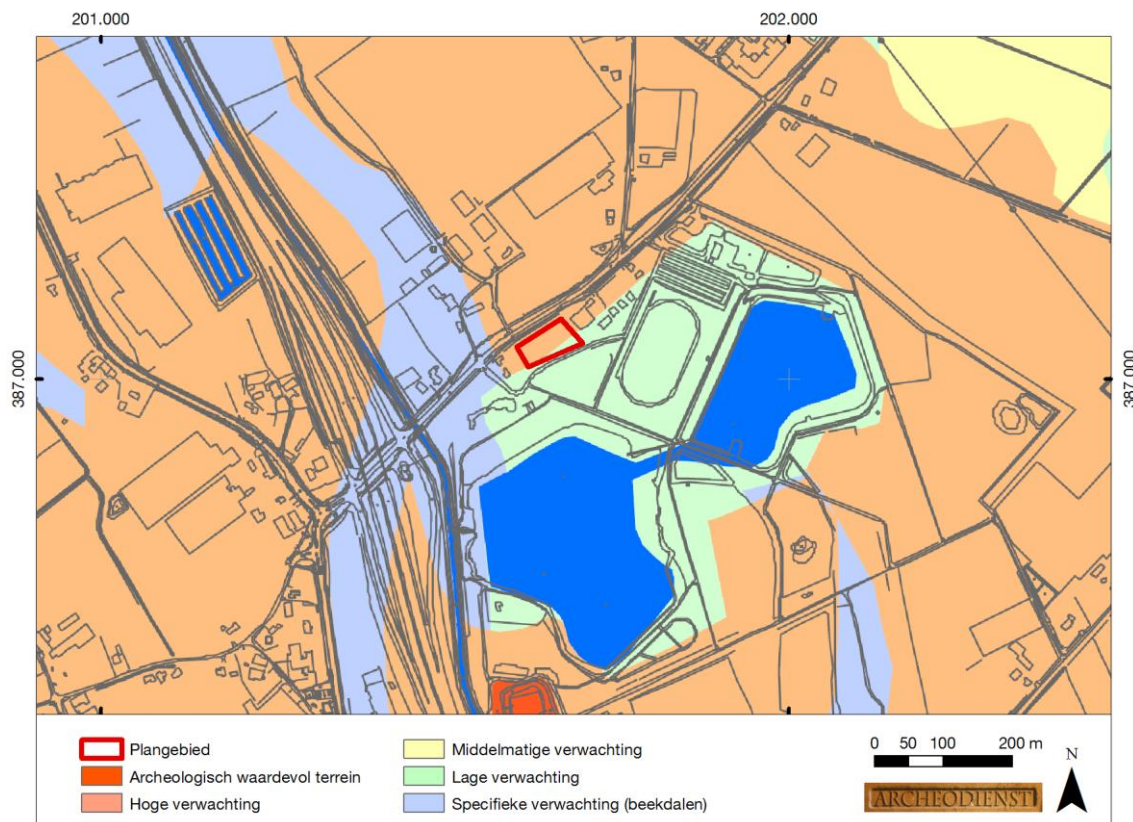 201.000
202.000
387.000
387.000
Plangebied
Archeologisch waardevol terrein
Hoge verwachting
Middelmatige verwachting
Lage verwachting
Specifieke verwachting (beekdalen)
0 50 100 200 m
N
ARCHEODIENST